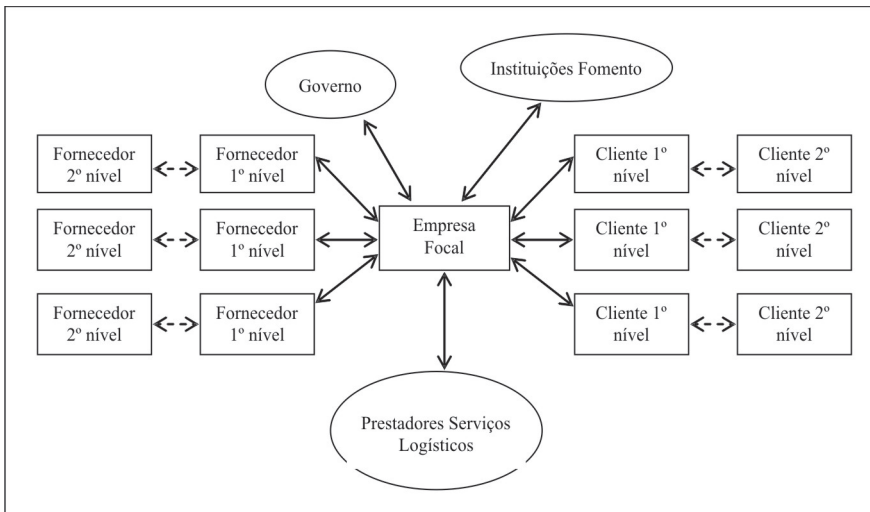 Governo
Instituições Fomento
Fornecedor
2º nível
Fornecedor
1º nível
Cliente 1º
nível
Cliente 2º
nível
Fornecedor
2º nível
Fornecedor
1º nível
Empresa
Focal
Cliente 1º
nível
Cliente 2º
nível
Fornecedor
2º nível
Fornecedor
1º nível
Cliente 1º
nível
Cliente 2º
nível
Prestadores Serviços
Logísticos